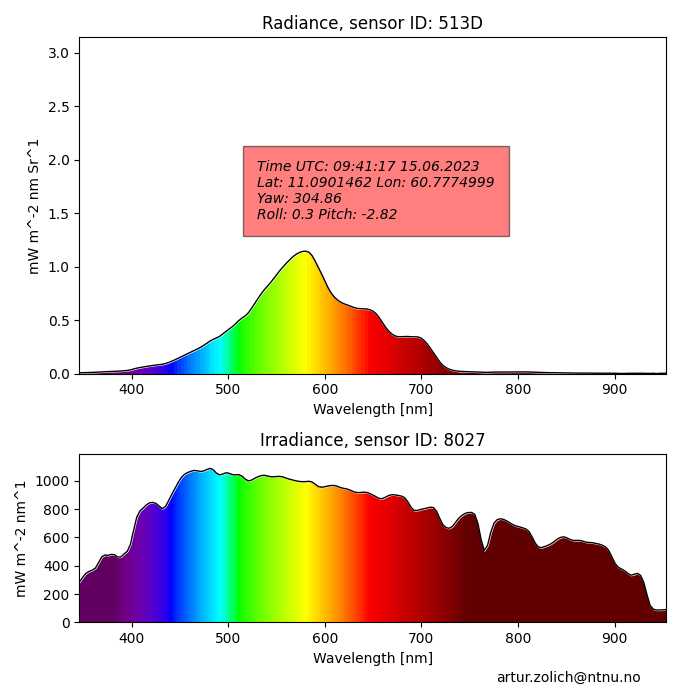 Radiance, sensor ID: 513D
3.0
2.5
2.0
1.5
1.0
0.5
0.0
mW m^-2 nm Sr^1
Time UTC: 09:41:17 15.06.2023
Lat: 11.0901462 Lon: 60.7774999
Yaw: 304.86
Roll: 0.3 Pitch: -2.82
400 500 600 700 800 900
Wavelength [nm]
Irradiance, sensor ID: 8027
1000
800
600
400
200
0
mW m^-2 nm^1
400 500 600 700 800 900
Wavelength [nm]
artur.zolich@ntnu.no